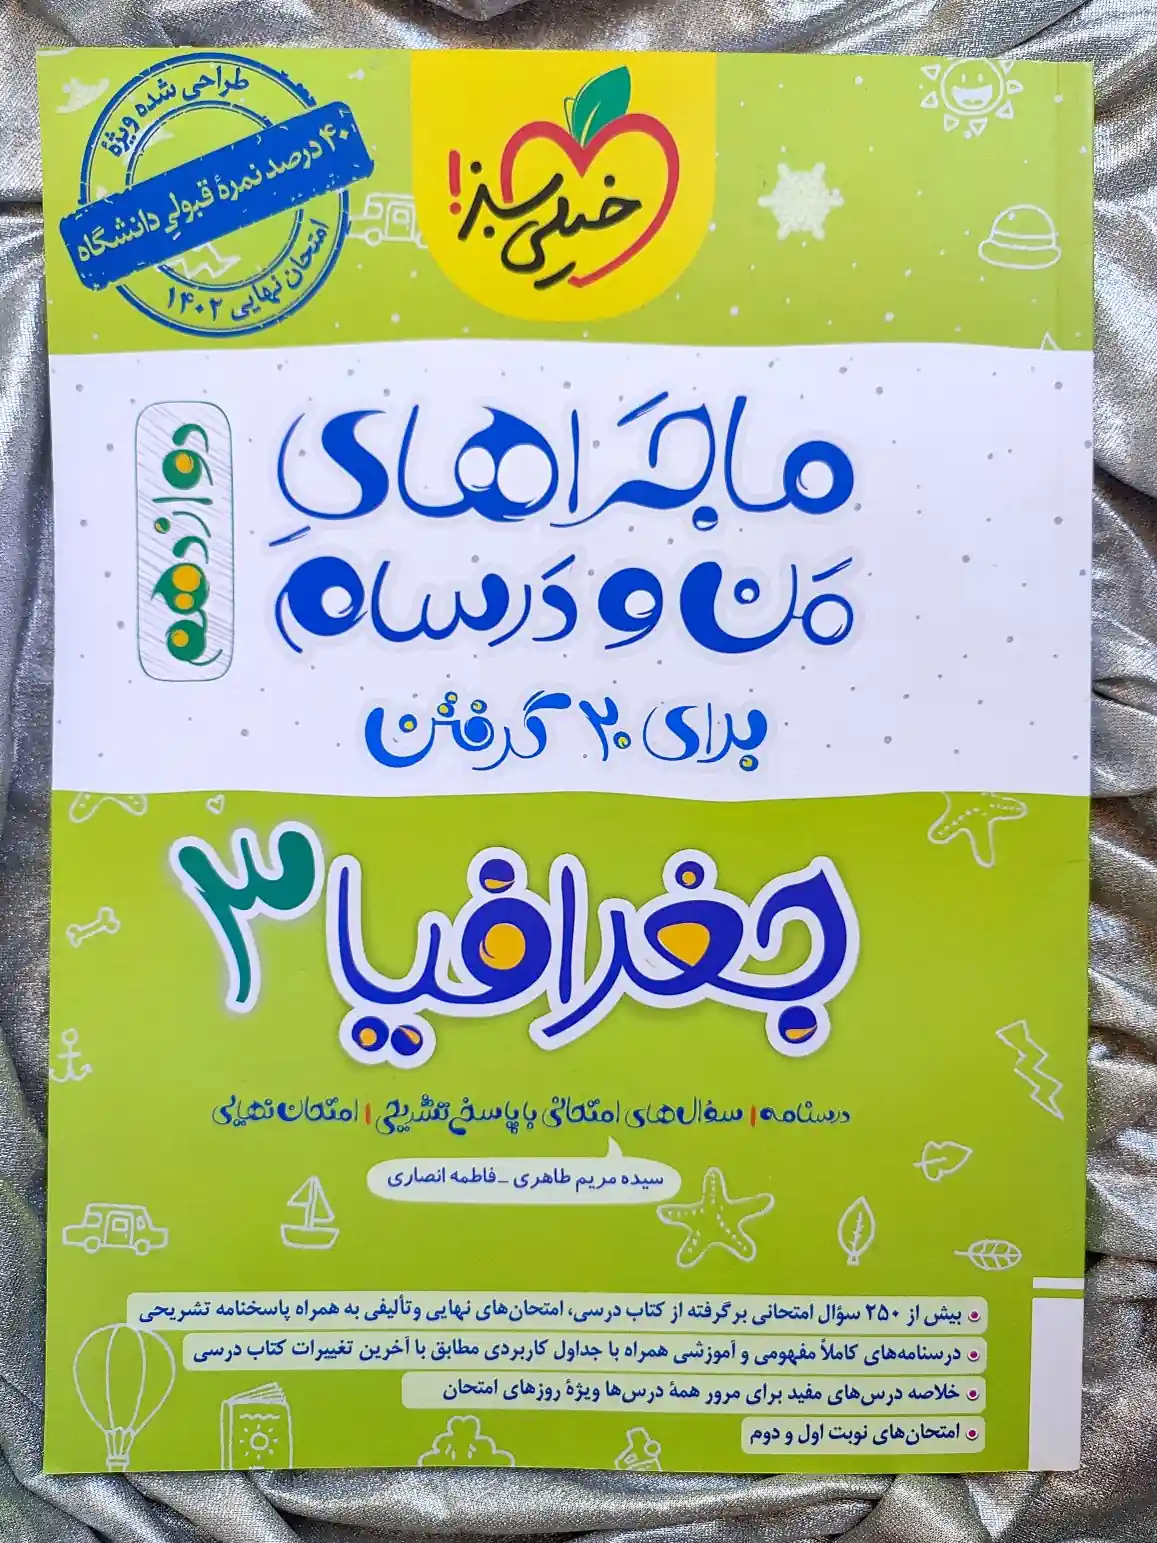 طراحی شده ویژهٔ
۴۰ درصد نمرهٔ قبولیِ دانشگاه
امتحان نهایی ۱۴۰۲
خیلی سبز!
ماجَراهایِ
مَن و دَرسام
برای ۲۰ گرفتن
دوازدهم
جغرافیا ۳
درسنامه | سؤال‌های امتحانی با پاسخ تشریحی | امتحان نهایی
سیده مریم طاهری - فاطمه انصاری
بیش از ۲۵۰ سؤال امتحانی برگرفته از کتاب درسی، امتحان‌های نهایی و تألیفی به همراه پاسخنامه تشریحی
درسنامه‌های کاملاً مفهومی و آموزشی همراه با جداول کاربردی مطابق با آخرین تغییرات کتاب درسی
خلاصه درس‌های مفید برای مرور همهٔ درس‌ها ویژهٔ روزهای امتحان
امتحان‌های نوبت اول و دوم